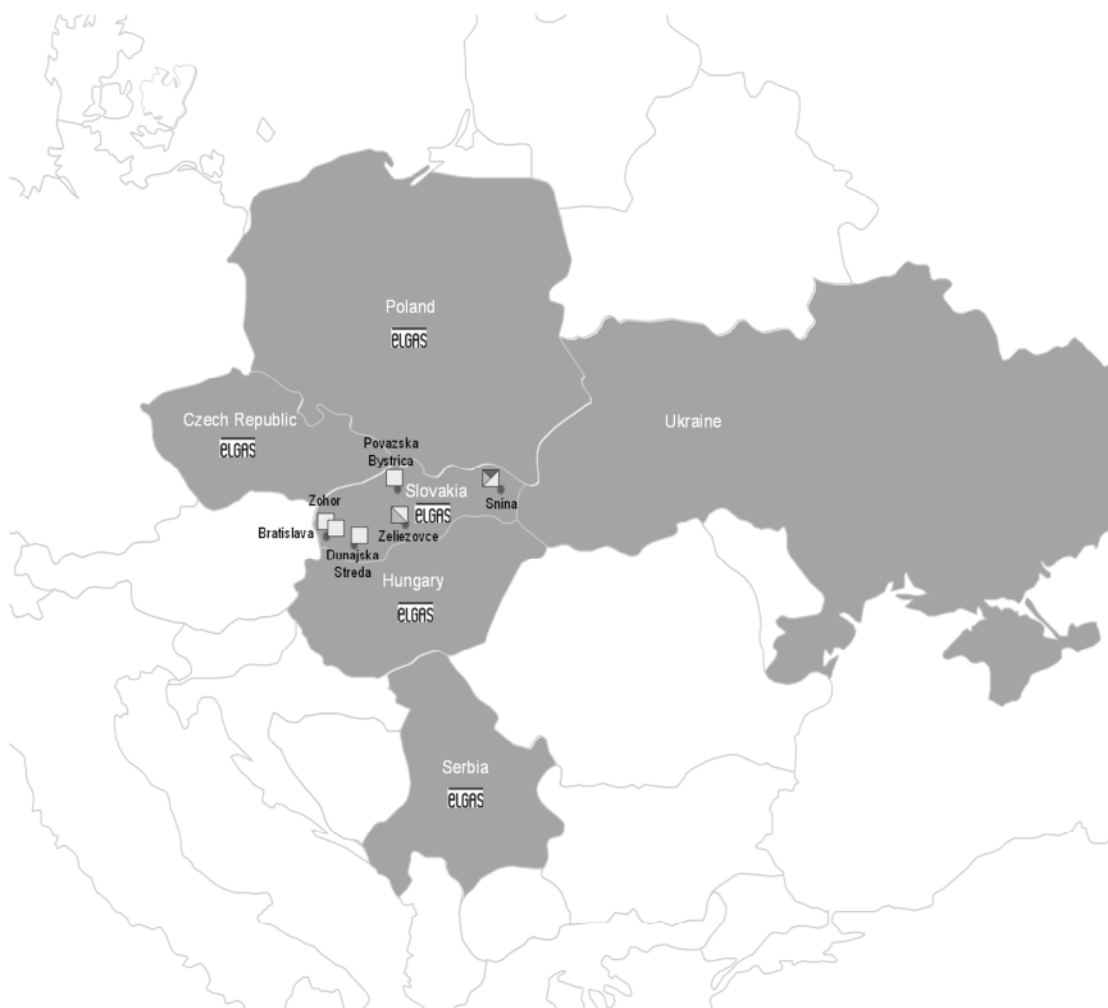 Poland
elGAS
Czech Republic
elGAS
Ukraine
Povazska
Bystrica
Slovakia
elGAS
Snina
Zohor
Bratislava
Zeliezovce
Dunajska
Streda
Hungary
elGAS
Serbia
elGAS